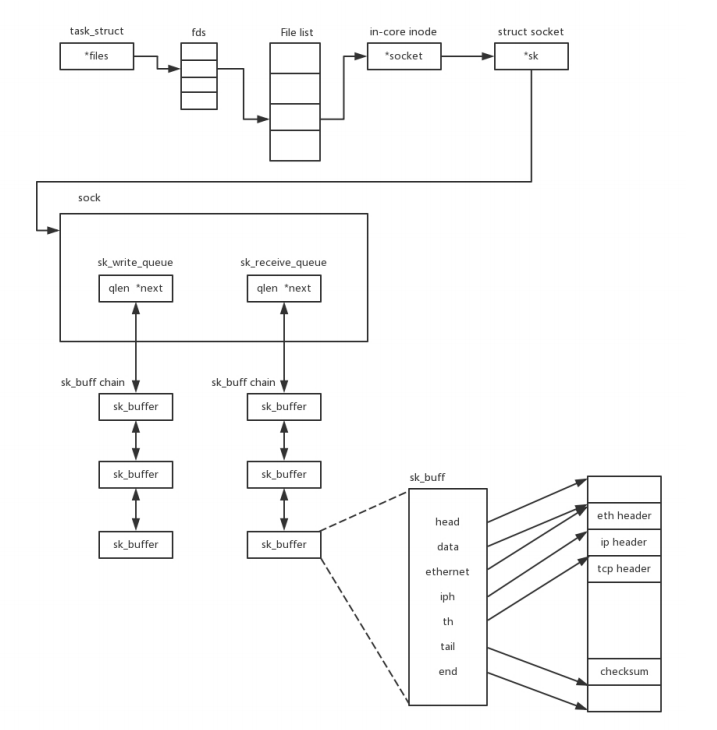 task_struct
fds
File list
in-core inode
struct socket
*files
*socket
*sk
sock
sk_write_queue
sk_receive_queue
qlen *next
qlen *next
sk_buff chain
sk_buff chain
sk_buffer
sk_buffer
sk_buffer
sk_buffer
sk_buffer
sk_buffer
sk_buff
head
data
ethernet
iph
th
tail
end
eth header
ip header
tcp header
checksum